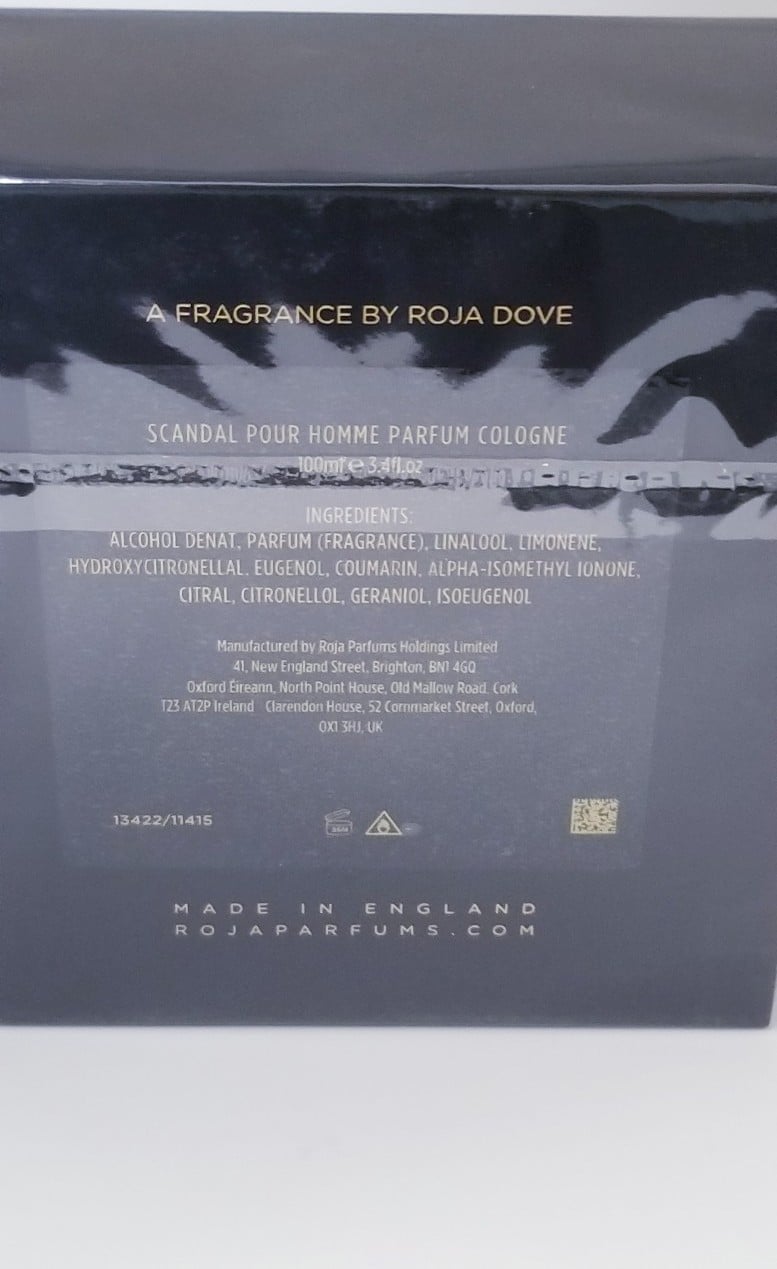 A FRAGRANCE BY ROJA DOVE
SCANDAL POUR HOMME PARFUM COLOGNE
100ml e 3.4fl.oz
INGREDIENTS:
ALCOHOL DENAT, PARFUM (FRAGRANCE), LINALOOL, LIMONENE,
HYDROXYCITRONELLAL, EUGENOL, COUMARIN, ALPHA-ISOMETHYL IONONE,
CITRAL, CITRONELLOL, GERANIOL, ISOEUGENOL
Manufactured by Roja Parfums Holdings Limited
41, New England Street, Brighton, BN1 4GQ
Oxford Éireann, North Point House, Old Mallow Road, Cork
T23 AT2P Ireland Clarendon House, 52 Cornmarket Street, Oxford,
OX1 3HJ, UK
13422/11415
MADE IN ENGLAND
ROJAPARFUMS.COM